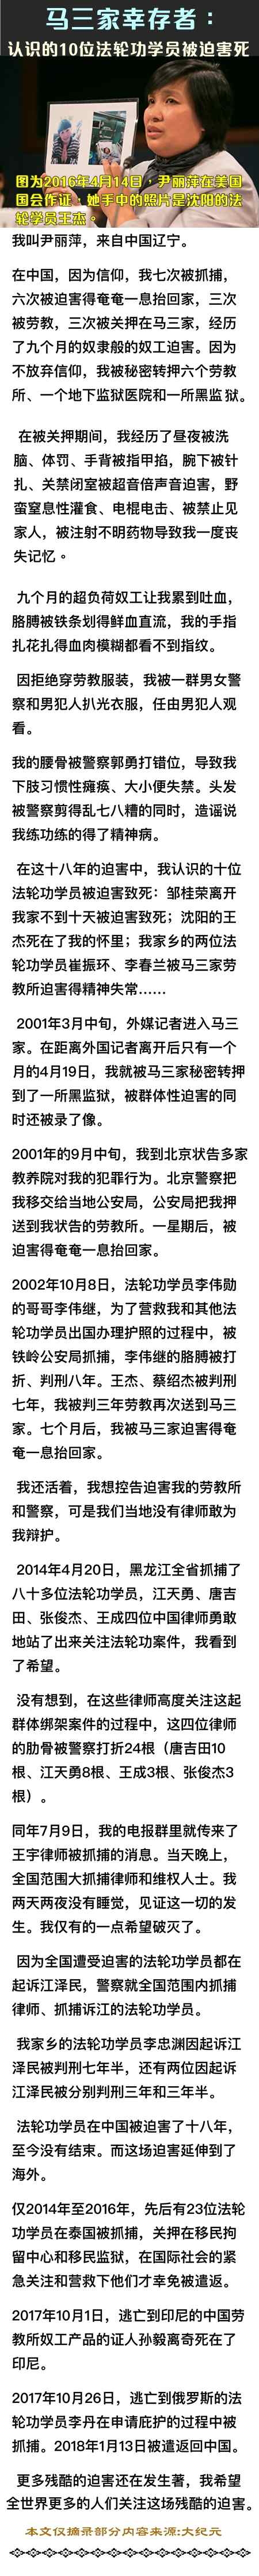 马三家幸存者：
认识的10位法轮功学员被迫害死
图为2016年4月14日，尹丽萍在美国
国会作证，她手中的照片是沈阳的法
轮学员王杰。
我叫尹丽萍，来自中国辽宁。
在中国，因为信仰，我七次被抓捕，
六次被迫害得奄奄一息抬回家，三次
被劳教，三次被关押在马三家，经历
了九个月的奴隶般的奴工迫害。因为
不放弃信仰，我被秘密转押六个劳教
所、一个地下监狱医院和一所黑监狱。
在被关押期间，我经历了昼夜被洗
脑、体罚、手背被指甲掐，腕下被针
扎、关禁闭室被超音倍声音迫害，野
蛮窒息性灌食、电棍电击、被禁止见
家人，被注射不明药物导致我一度丧
失记忆。
九个月的超负荷奴工让我累到吐血，
胳膊被铁条划得鲜血直流，我的手指
扎花扎得血肉模糊都看不到指纹。
因拒绝穿劳教服装，我被一群男女警
察和男犯人扒光衣服，任由男犯人观
看。
我的腰骨被警察郭勇打错位，导致我
下肢习惯性瘫痪、大小便失禁。头发
被警察剪得乱七八糟的同时，造谣说
我练功练的得了精神病。
在这十八年的迫害中，我认识的十位
法轮功学员被迫害致死：邹桂荣离开
我家不到十天被迫害致死；沈阳的王
杰死在了我的怀里；我家乡的两位法
轮功学员崔振环、李春兰被马三家劳
教所迫害得精神失常……
2001年3月中旬，外媒记者进入马三
家。在距离外国记者离开后只有一个
月的4月19日，我就被马三家秘密转押
到了一所黑监狱，被群体性迫害的同
时还被录了像。
2001年的9月中旬，我到北京状告多家
教养院对我的犯罪行为。北京警察把
我移交给当地公安局，公安局把我押
送到我状告的劳教所。一星期后，被
迫害得奄奄一息抬回家。
2002年10月8日，法轮功学员李伟勋
的哥哥李伟继，为了营救我和其他法
轮功学员出国办理护照的过程中，被
铁岭公安局抓捕，李伟继的胳膊被打
折、判刑八年。王杰、蔡绍杰被判刑
七年，我被判三年劳教再次送到马三
家。七个月后，我被马三家迫害得奄
奄一息抬回家。
我还活着，我想控告迫害我的劳教所
和警察，可是我们当地没有律师敢为
我辩护。
2014年4月20日，黑龙江全省抓捕了
八十多位法轮功学员，江天勇、唐吉
田、张俊杰、王成四位中国律师勇敢
地站了出来关注法轮功案件，我看到
了希望。
没有想到，在这些律师高度关注这起
群体绑架案件的过程中，这四位律师
的肋骨被警察打折24根（唐吉田10
根、江天勇8根、王成3根、张俊杰3
根）。
同年7月9日，我的电报群里就传来了
王宇律师被抓捕的消息。当天晚上，
全国范围大抓捕律师和维权人士。我
两天两夜没有睡觉，见证这一切的发
生。我仅有的一点希望破灭了。
因为全国遭受迫害的法轮功学员都在
起诉江泽民，警察就全国范围内抓捕
律师、抓捕诉江的法轮功学员。
我家乡的法轮功学员李忠渊因起诉江
泽民被判刑七年半，还有两位因起诉
江泽民被分别判刑三年和三年半。
法轮功学员在中国被迫害了十八年，
至今没有结束。而这场迫害延伸到了
海外。
仅2014年至2016年，先后有23位法轮
功学员在泰国被抓捕，关押在移民拘
留中心和移民监狱，在国际社会的紧
急关注和营救下他们才幸免被遣返。
2017年10月1日，逃亡到印尼的中国劳
教所奴工产品的证人孙毅离奇死在了
印尼。
2017年10月26日，逃亡到俄罗斯的法
轮功学员李丹在申请庇护的过程中被
抓捕。2018年1月13日被遣返回中国。
更多残酷的迫害还在发生著，我希望
全世界更多的人们关注这场残酷的迫害。
本文仅摘录部分内容来源:大纪元